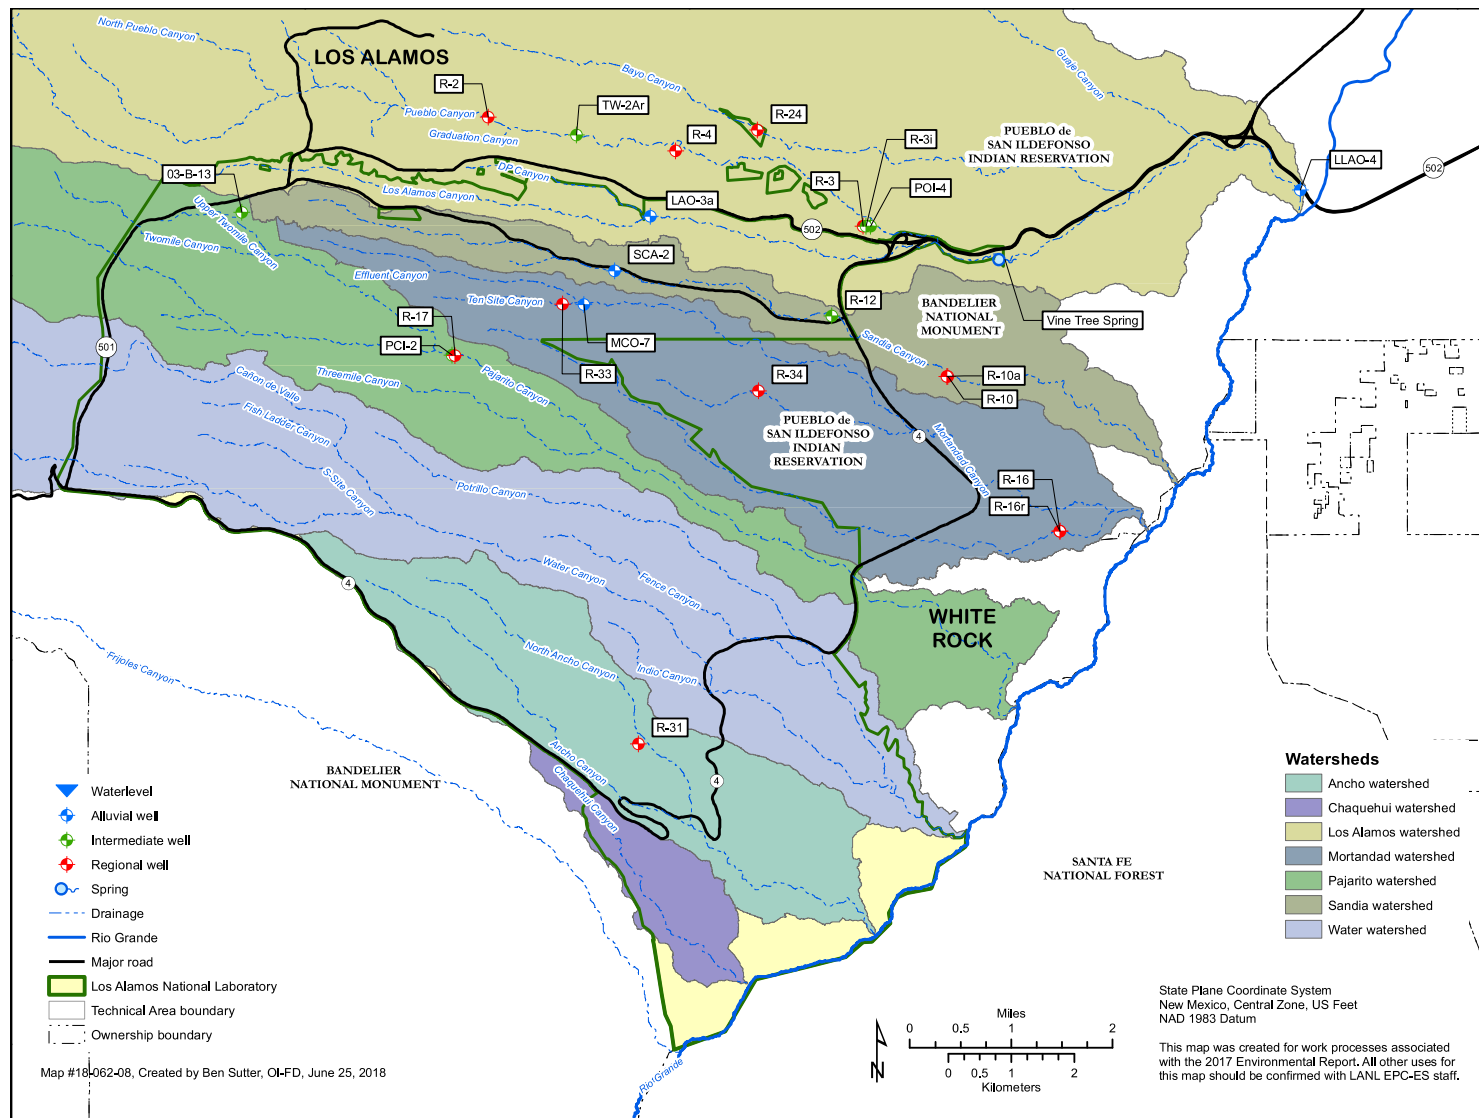 North Pueblo Canyon
LOS ALAMOS
Bayo Canyon
Guaje Canyon
R-2
TW-2Ar
R-24
Pueblo Canyon
Graduation Canyon
R-4
R-3i
PUEBLO de
SAN ILDEFONSO
INDIAN RESERVATION
LLAO-4
502
03-B-13
DP Canyon
Los Alamos Canyon
R-3
POI-4
LAO-3a
502
Upper Twomile Canyon
Twomile Canyon
SCA-2
Effluent Canyon
Ten Site Canyon
R-12
BANDELIER
NATIONAL
MONUMENT
Vine Tree Spring
R-17
PCI-2
MCO-7
Sandia Canyon
501
R-33
R-34
R-10a
R-10
Cañon de Valle
Threemile Canyon
Pajarito Canyon
Fish Ladder Canyon
PUEBLO de
SAN ILDEFONSO
INDIAN
RESERVATION
4
Mortandad Canyon
S-Site Canyon
Potrillo Canyon
R-16
R-16r
4
Water Canyon
Fence Canyon
WHITE
ROCK
Frijoles Canyon
North Ancho Canyon
Indio Canyon
R-31
Ancho Canyon
Chaquehui Canyon
4
BANDELIER
NATIONAL MONUMENT
SANTA FE
NATIONAL FOREST
Rio Grande
Waterlevel
Alluvial well
Intermediate well
Regional well
Spring
Drainage
Rio Grande
Major road
Los Alamos National Laboratory
Technical Area boundary
Ownership boundary
Map #18-062-08, Created by Ben Sutter, OI-FD, June 25, 2018
Watersheds
Ancho watershed
Chaquehui watershed
Los Alamos watershed
Mortandad watershed
Pajarito watershed
Sandia watershed
Water watershed
N
Miles
0 0.5 1 2
0 0.5 1 2
Kilometers
State Plane Coordinate System
New Mexico, Central Zone, US Feet
NAD 1983 Datum
This map was created for work processes associated
with the 2017 Environmental Report. All other uses for
this map should be confirmed with LANL EPC-ES staff.